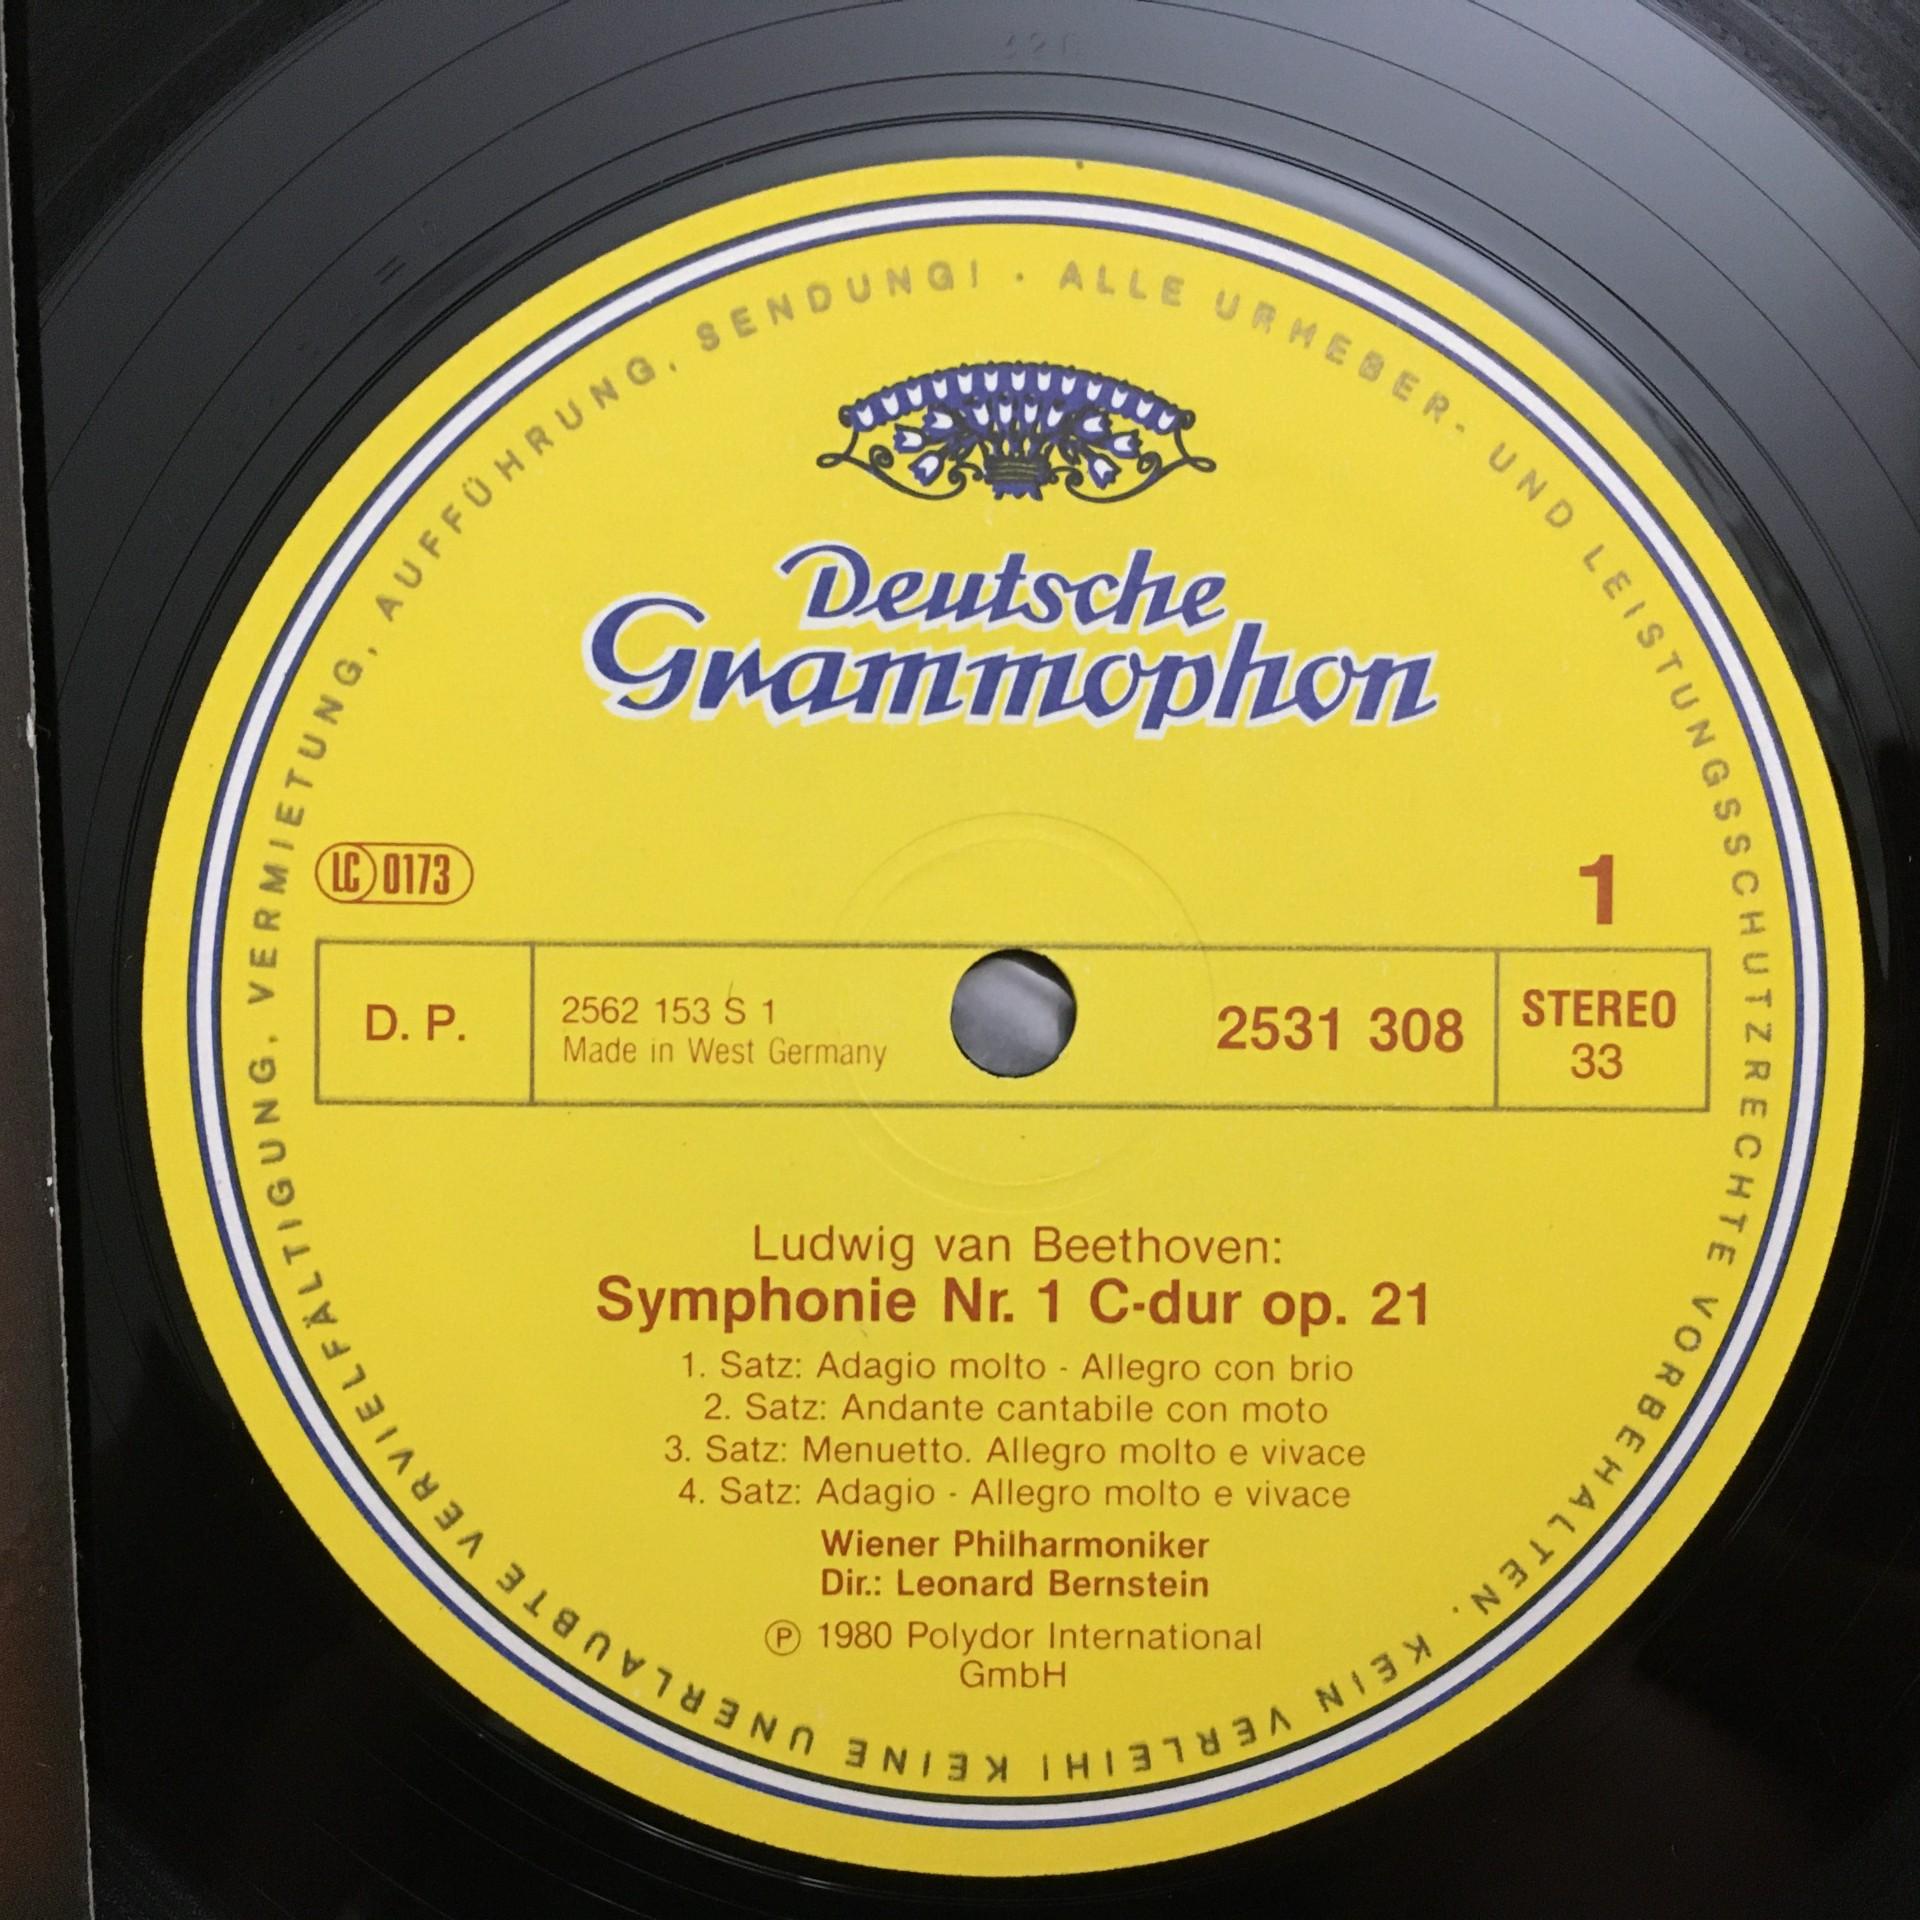 ALLE URHEBER- UND LEISTUNGSSCHUTZRECHTE VORBEHALTEN. KEIN VERLEIH! KEINE UNERLAUBTE VERVIELFÄLTIGUNG, VERMIETUNG, AUFFÜHRUNG, SENDUNG! ·
Deutsche
Grammophon
LC 0173
1
D. P.
2562 153 S 1
Made in West Germany
2531 308
STEREO
33
Ludwig van Beethoven:
Symphonie Nr. 1 C-dur op. 21
1. Satz: Adagio molto - Allegro con brio
2. Satz: Andante cantabile con moto
3. Satz: Menuetto. Allegro molto e vivace
4. Satz: Adagio - Allegro molto e vivace
Wiener Philharmoniker
Dir.: Leonard Bernstein
Ⓟ 1980 Polydor International
GmbH